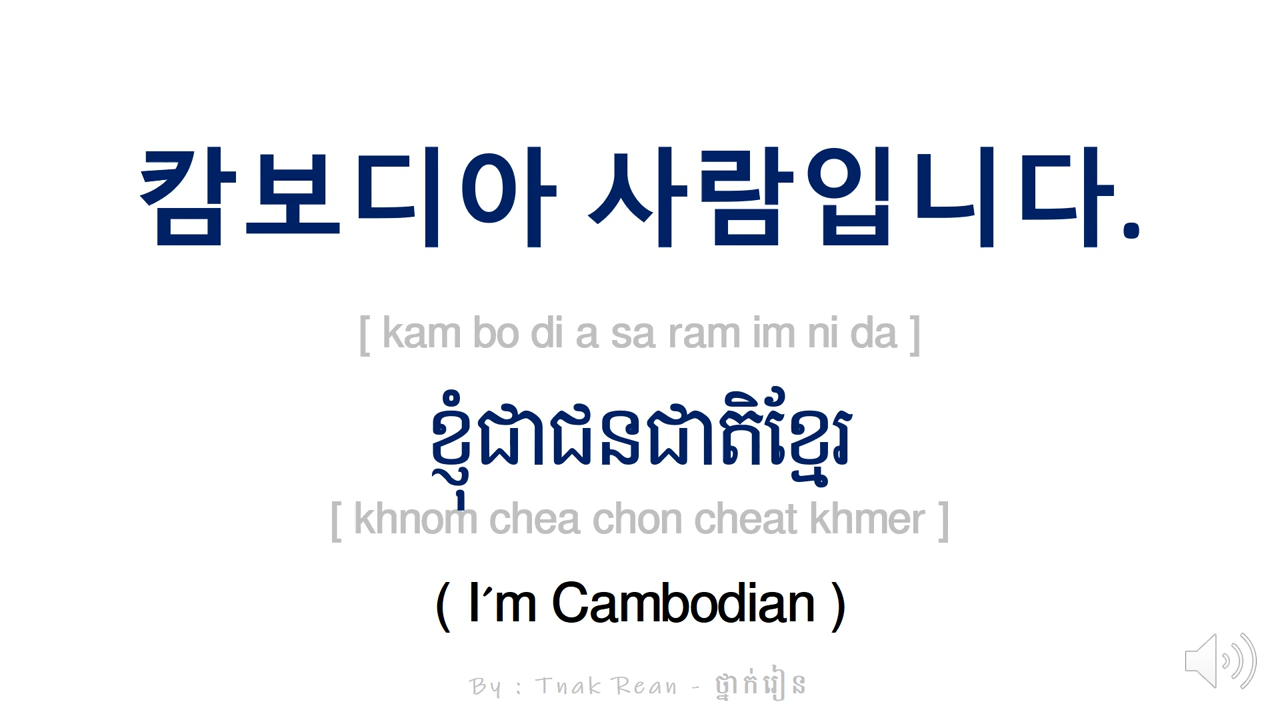 캄보디아 사람입니다.
[ kam bo di a sa ram im ni da ]
ខ្ញុំជាជនជាតិខ្មែរ
[ khnom chea chon cheat khmer ]
( I´m Cambodian )
By : Tnak Rean - ថ្នាក់រៀន